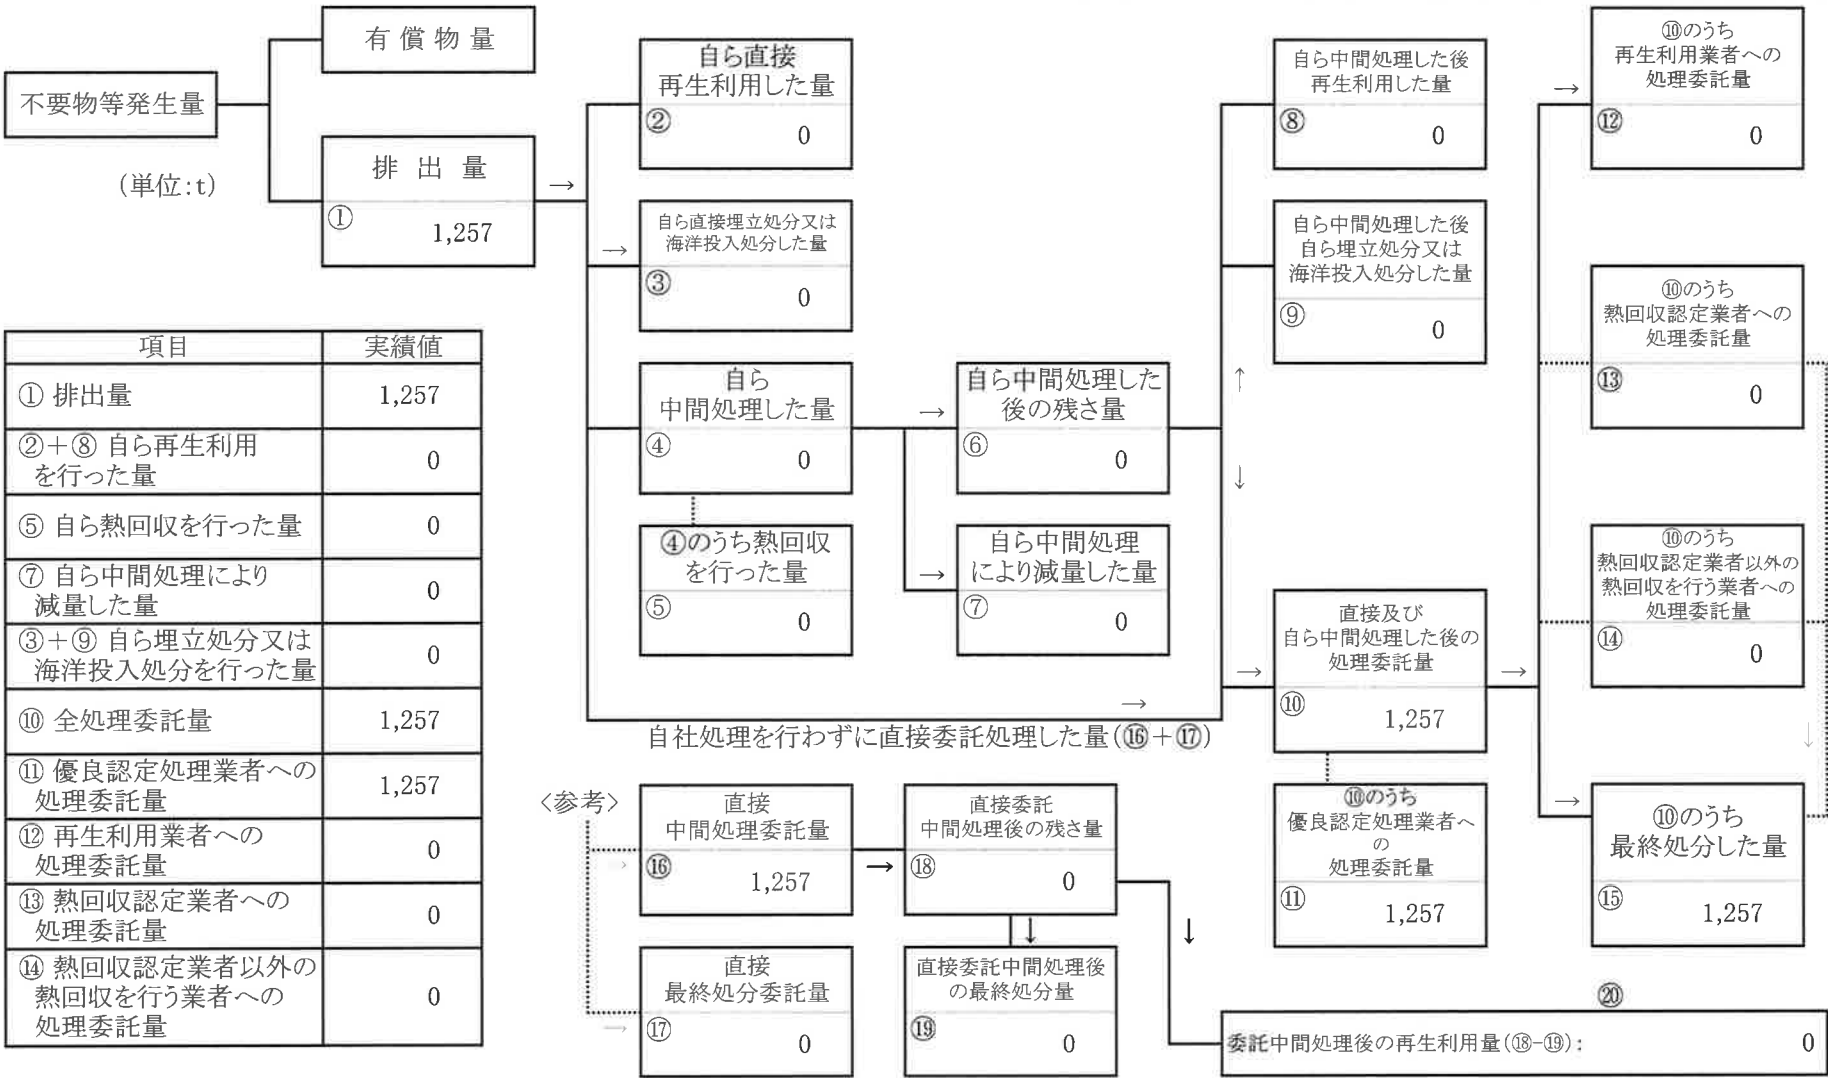 有償物量
不要物等発生量
(単位:t)
排出量
①
1,257
→
自ら直接
再生利用した量
②
0
→
自ら直接埋立処分又は
海洋投入処分した量
③
0
自ら
中間処理した量
④
0
④のうち熱回収
を行った量
⑤
0
→
自ら中間処理した
後の残さ量
⑥
0
→
自ら中間処理
により減量した量
⑦
0
自ら中間処理した後
再生利用した量
⑧
0
自ら中間処理した後
自ら埋立処分又は
海洋投入処分した量
⑨
0
↑
↓
→
直接及び
自ら中間処理した後の
処理委託量
⑩
1,257
→
→
自社処理を行わずに直接委託処理した量(⑯+⑰)
⑩のうち
優良認定処理業者へ
の
処理委託量
⑪
1,257
→
⑩のうち
再生利用業者への
処理委託量
⑫
0
⑩のうち
熱回収認定業者への
処理委託量
⑬
0
⑩のうち
熱回収認定業者以外の
熱回収を行う業者への
処理委託量
⑭
0
↓
→
⑩のうち
最終処分した量
⑮
1,257
項目 実績値
① 排出量 1,257
②+⑧ 自ら再生利用
を行った量 0
⑤ 自ら熱回収を行った量 0
⑦ 自ら中間処理により
減量した量 0
③+⑨ 自ら埋立処分又は
海洋投入処分を行った量 0
⑩ 全処理委託量 1,257
⑪ 優良認定処理業者への
処理委託量 1,257
⑫ 再生利用業者への
処理委託量 0
⑬ 熱回収認定業者への
処理委託量 0
⑭ 熱回収認定業者以外の
熱回収を行う業者への
処理委託量 0
〈参考〉
→
直接
中間処理委託量
⑯
1,257
→
直接委託
中間処理後の残さ量
⑱
0
→
直接
最終処分委託量
⑰
0
↓
直接委託中間処理後
の最終処分量
⑲
0
↓
⑳
委託中間処理後の再生利用量(⑱-⑲): 0